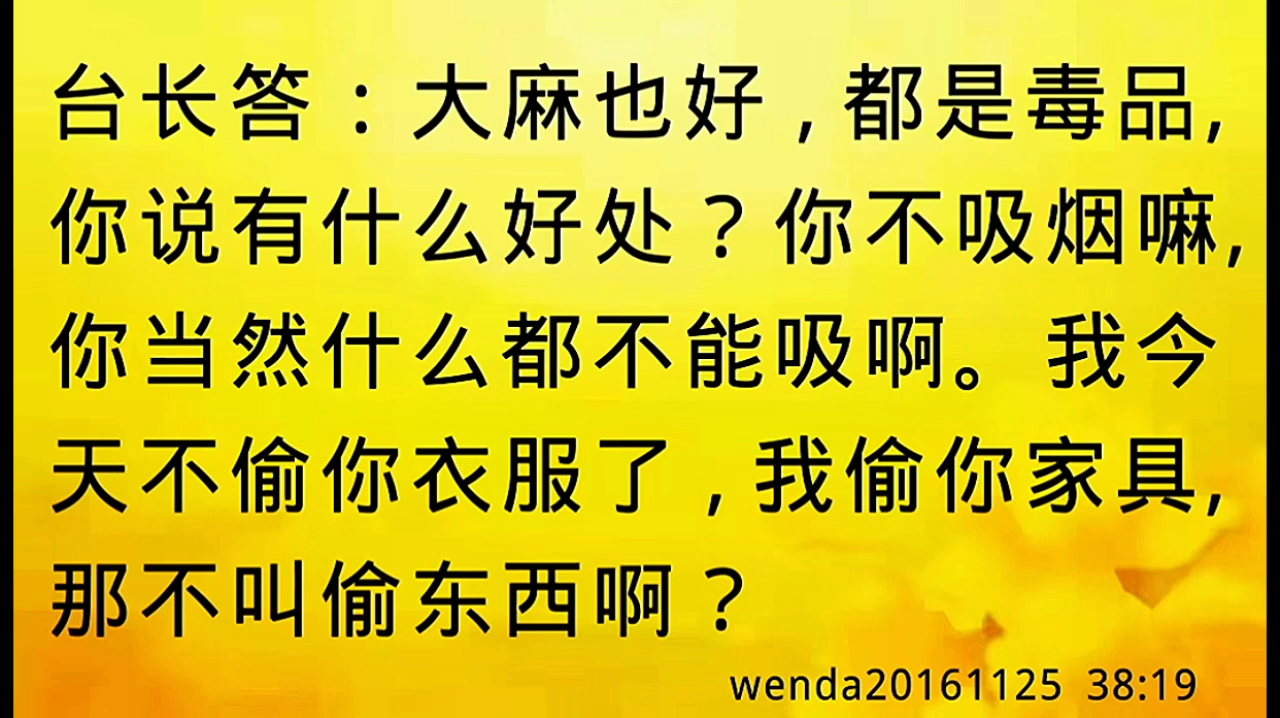 台长答：大麻也好，都是毒品,
你说有什么好处？你不吸烟嘛,
你当然什么都不能吸啊。我今
天不偷你衣服了，我偷你家具,
那不叫偷东西啊？
wenda20161125 38:19